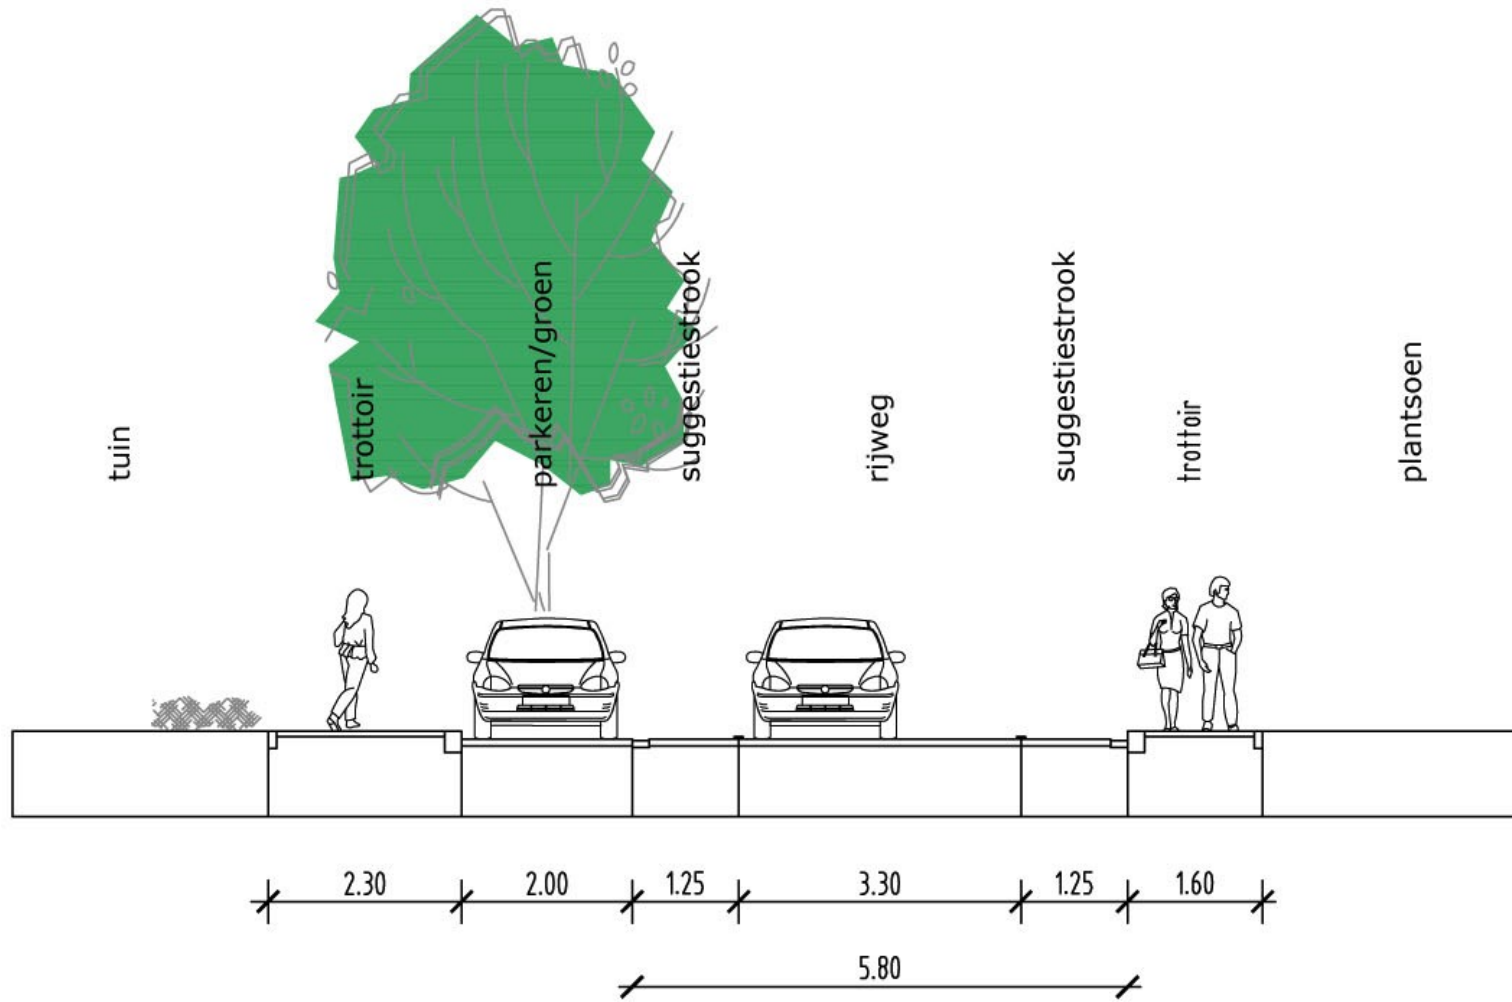 tuin
trottoir
parkeren/groen
suggestiestrook
rijweg
suggestiestrook
trottoir
plantsoen
2.30
2.00
1.25
3.30
1.25
1.60
5.80